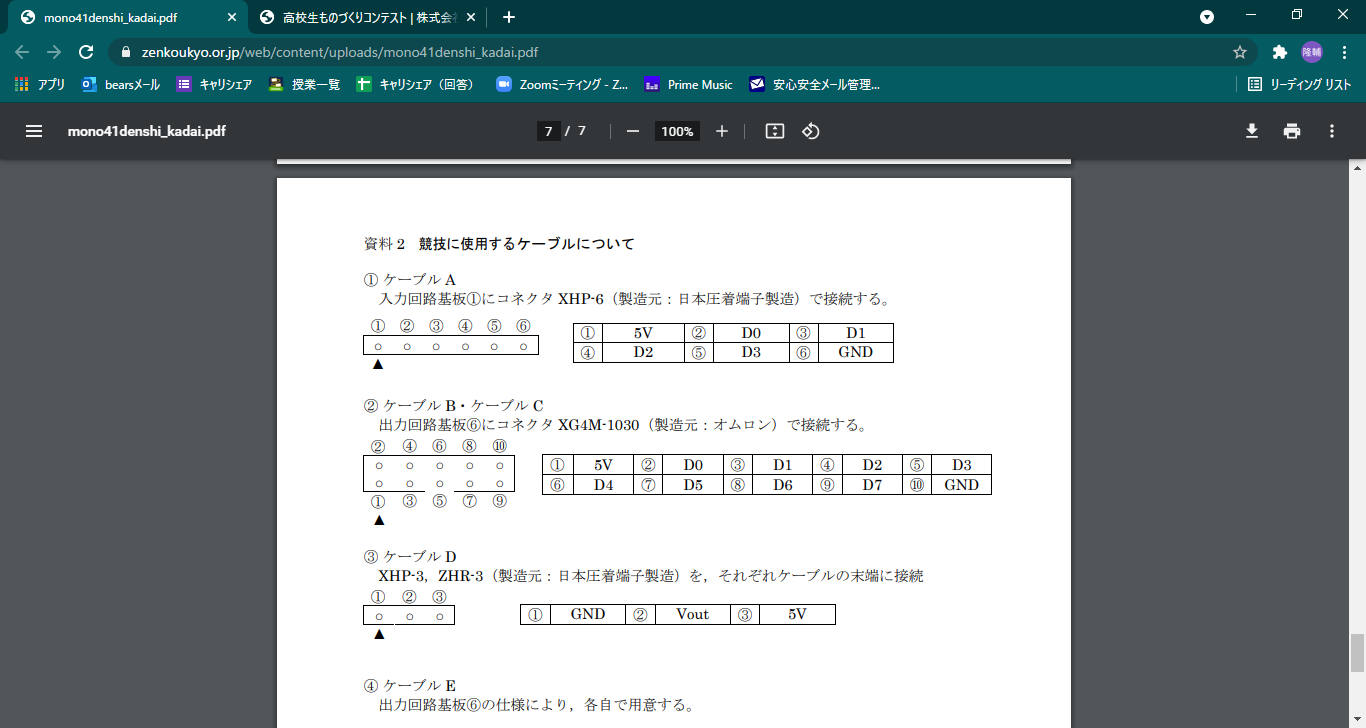 mono41denshi_kadai.pdf
高校生ものづくりコンテスト | 株式会
zenkoukyo.or.jp/web/content/uploads/mono41denshi_kadai.pdf
隆輔
アプリ bearsメール キャリシェア 授業一覧 キャリシェア（回答） Zoomミーティング - Z... Prime Music 安心安全メール管理... リーディング リスト
mono41denshi_kadai.pdf 7 / 7 100%
資料 2 競技に使用するケーブルについて
① ケーブル A
入力回路基板①にコネクタ XHP-6（製造元：日本圧着端子製造）で接続する。
① ② ③ ④ ⑤ ⑥
① 5V ② D0 ③ D1
④ D2 ⑤ D3 ⑥ GND
② ケーブル B・ケーブル C
出力回路基板⑥にコネクタ XG4M-1030（製造元：オムロン）で接続する。
② ④ ⑥ ⑧ ⑩
① ③ ⑤ ⑦ ⑨
① 5V ② D0 ③ D1 ④ D2 ⑤ D3
⑥ D4 ⑦ D5 ⑧ D6 ⑨ D7 ⑩ GND
③ ケーブル D
XHP-3，ZHR-3（製造元：日本圧着端子製造）を，それぞれケーブルの末端に接続
① ② ③
① GND ② Vout ③ 5V
④ ケーブル E
出力回路基板⑥の仕様により，各自で用意する。